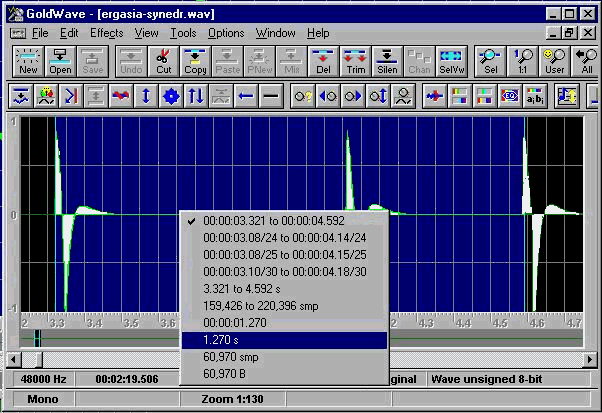 GoldWave - [ergasia-synedr.wav]
File Edit Effects View Tools Options Window Help
New Open Save Undo Cut Copy Paste PNew Mix Del Trim Silen Chan SelVw Sel 1:1 User All
1
0
-1
00:00:03.321 to 00:00:04.592
00:00:03.08/24 to 00:00:04.14/24
00:00:03.08/25 to 00:00:04.15/25
00:00:03.10/30 to 00:00:04.18/30
3.321 to 4.592 s
159,426 to 220,396 smp
00:00:01.270
1.270 s
60,970 smp
60,970 B
2 3.3 3.4 3.5 3.6 3.7 4.3 4.4 4.5 4.6 4.7
48000 Hz 00:02:19.506 ginal Wave unsigned 8-bit
Mono Zoom 1:130